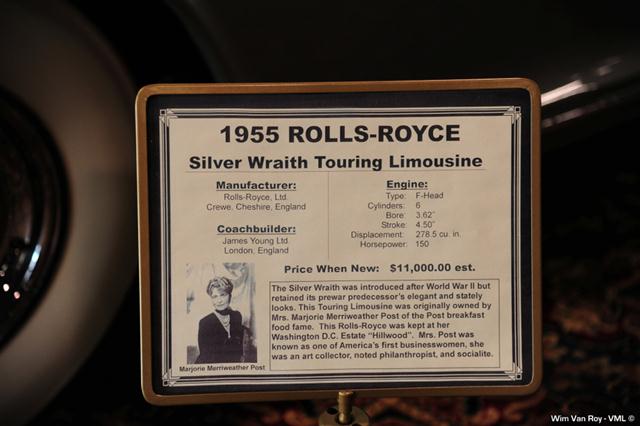 1955 ROLLS-ROYCE
Silver Wraith Touring Limousine
Manufacturer:
Rolls-Royce, Ltd.
Crewe, Cheshire, England
Coachbuilder:
James Young Ltd.
London, England
Engine:
Type: F-Head
Cylinders: 6
Bore: 3.62"
Stroke: 4.50"
Displacement: 278.5 cu. in.
Horsepower: 150
Price When New: $11,000.00 est.
The Silver Wraith was introduced after World War II but
retained its prewar predecessor's elegant and stately
looks. This Touring Limousine was originally owned by
Mrs. Marjorie Merriweather Post of the Post breakfast
food fame. This Rolls-Royce was kept at her
Washington D.C. Estate "Hillwood". Mrs. Post was
known as one of America's first businesswomen, she
was an art collector, noted philanthropist, and socialite.
Marjorie Merriweather Post
Wim Van Roy - VML ©